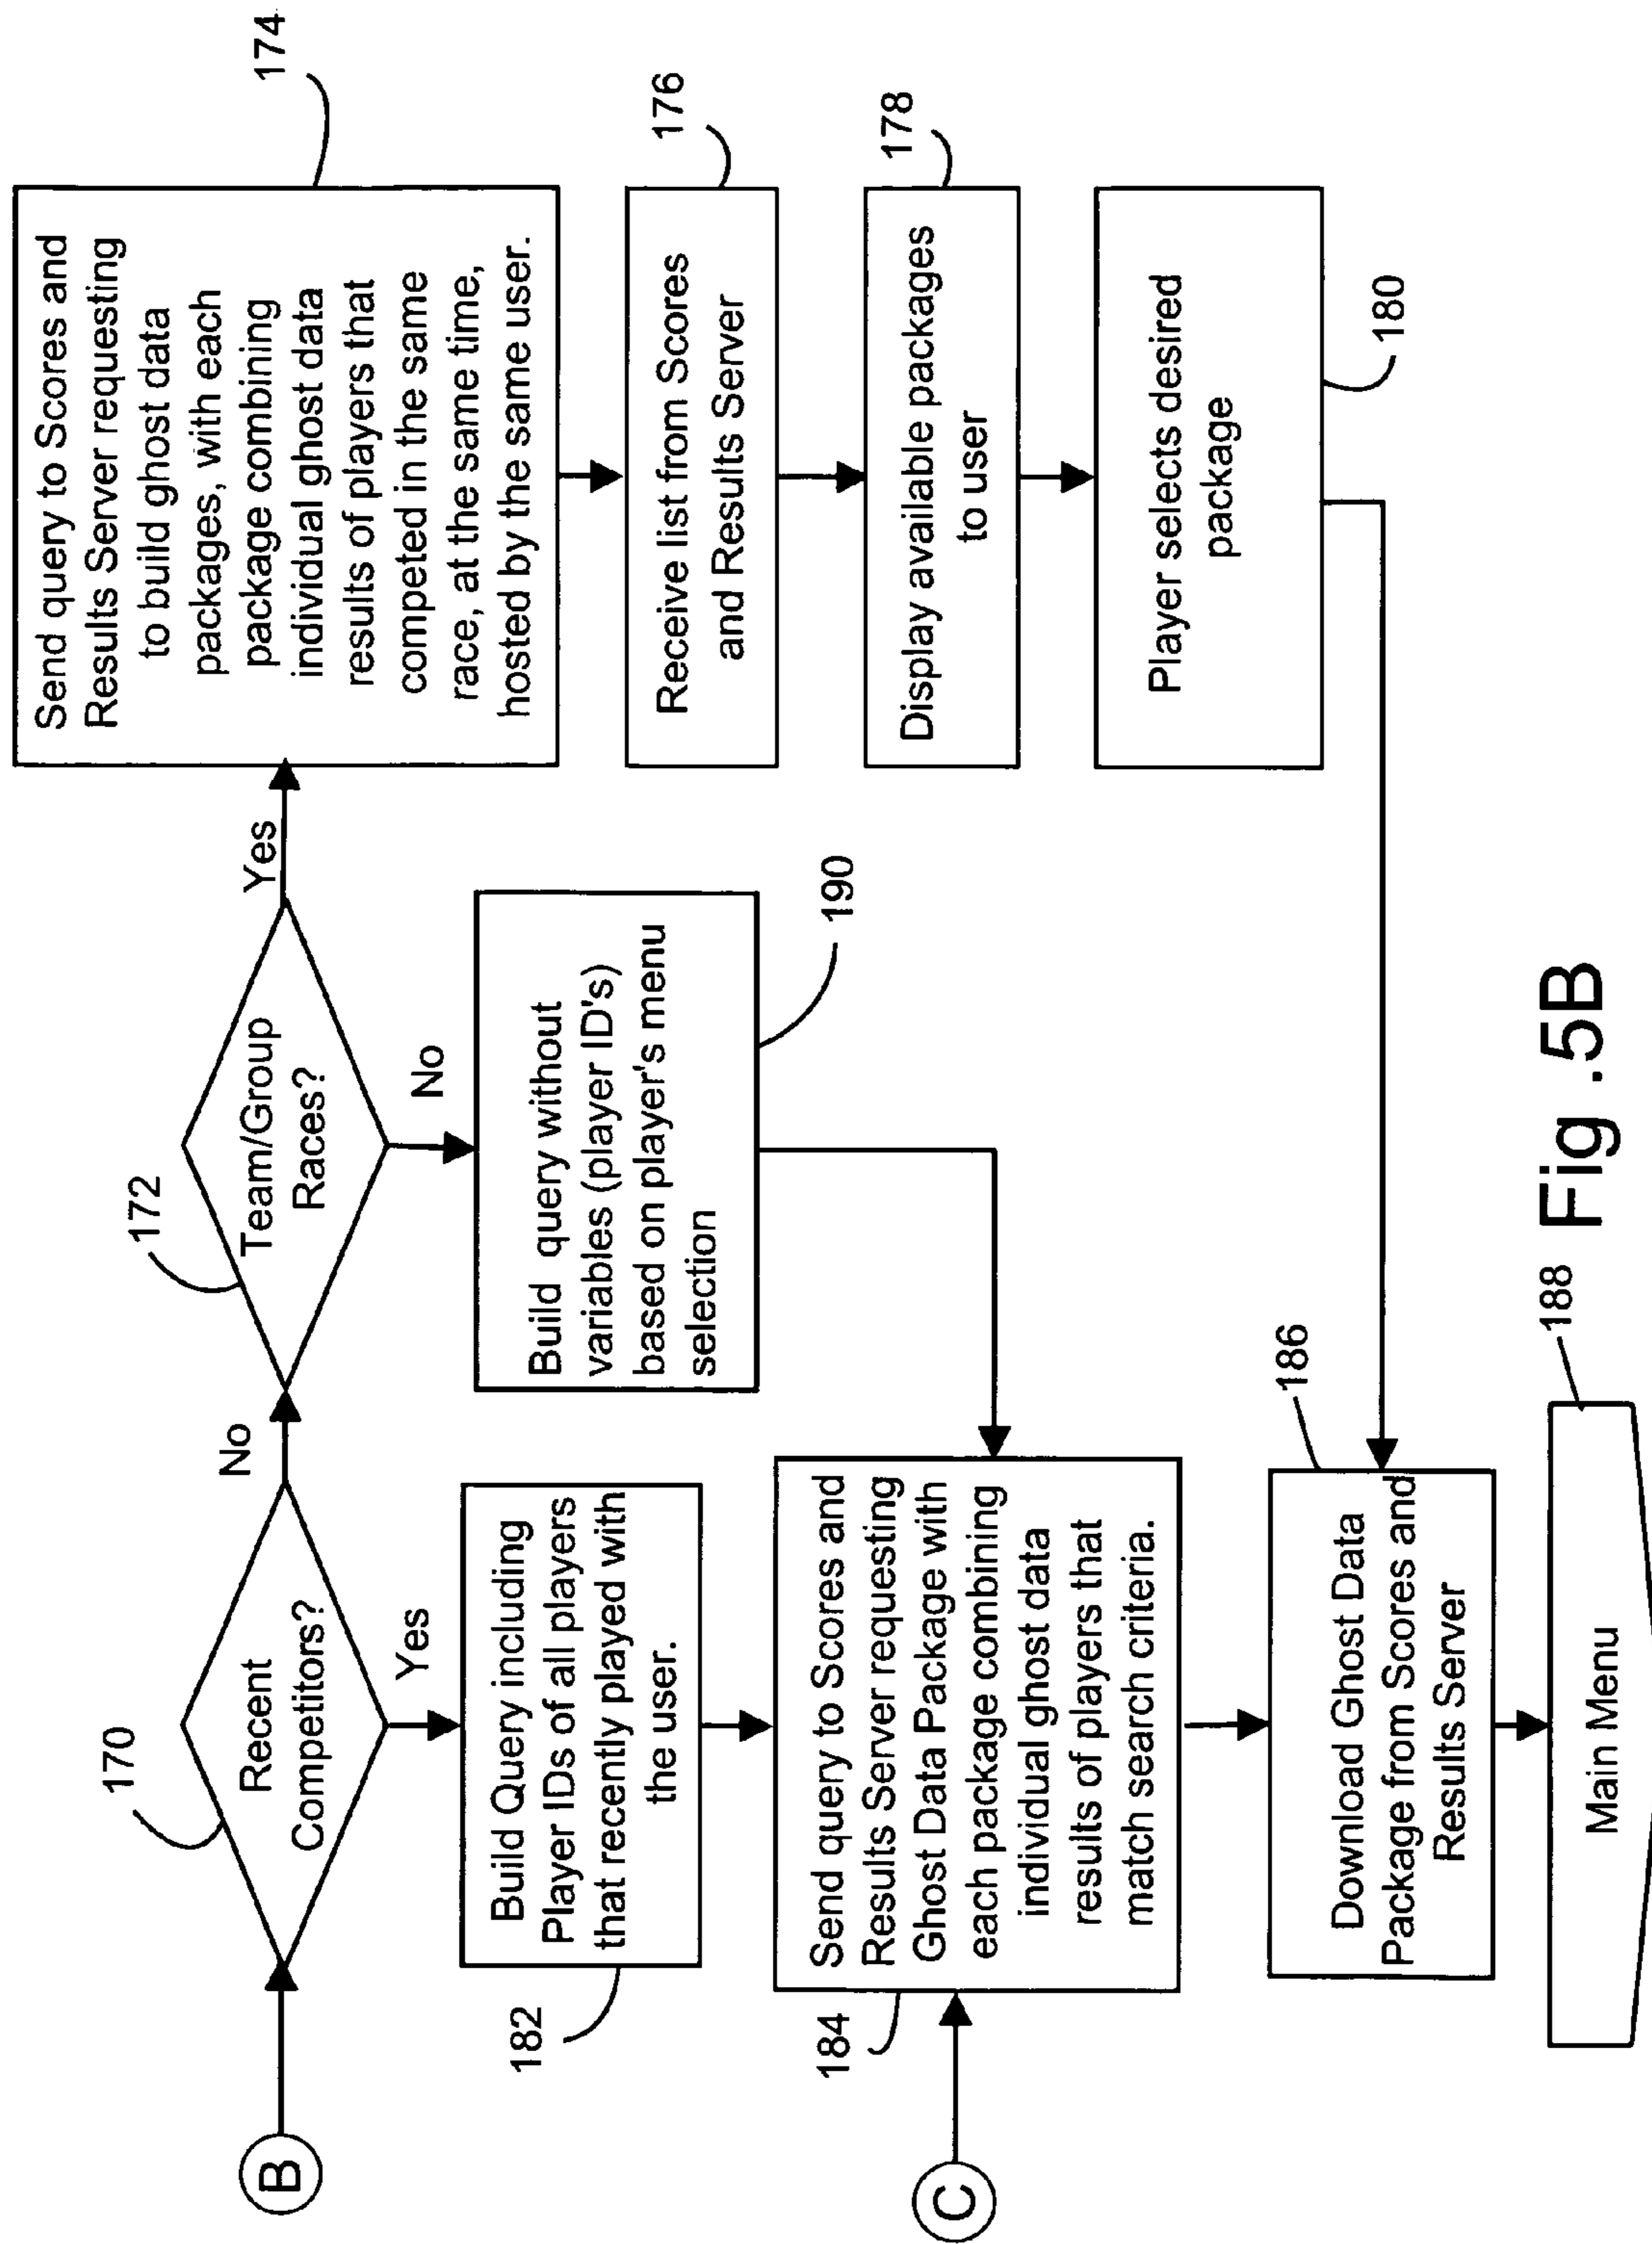 B
170
Recent
Competitors?
No
Yes
172
Team/Group
Races?
Yes
No
174
Send query to Scores and
Results Server requesting
to build ghost data
packages, with each
package combining
individual ghost data
results of players that
competed in the same
race, at the same time,
hosted by the same user.
176
Receive list from Scores
and Results Server
178
Display available packages
to user
Player selects desired
package
180
182
Build Query including
Player IDs of all players
that recently played with
the user.
190
Build query without
variables (player ID's)
based on player's menu
selection
C
184
Send query to Scores and
Results Server requesting
Ghost Data Package with
each package combining
individual ghost data
results of players that
match search criteria.
186
Download Ghost Data
Package from Scores and
Results Server
188
Main Menu
Fig .5B